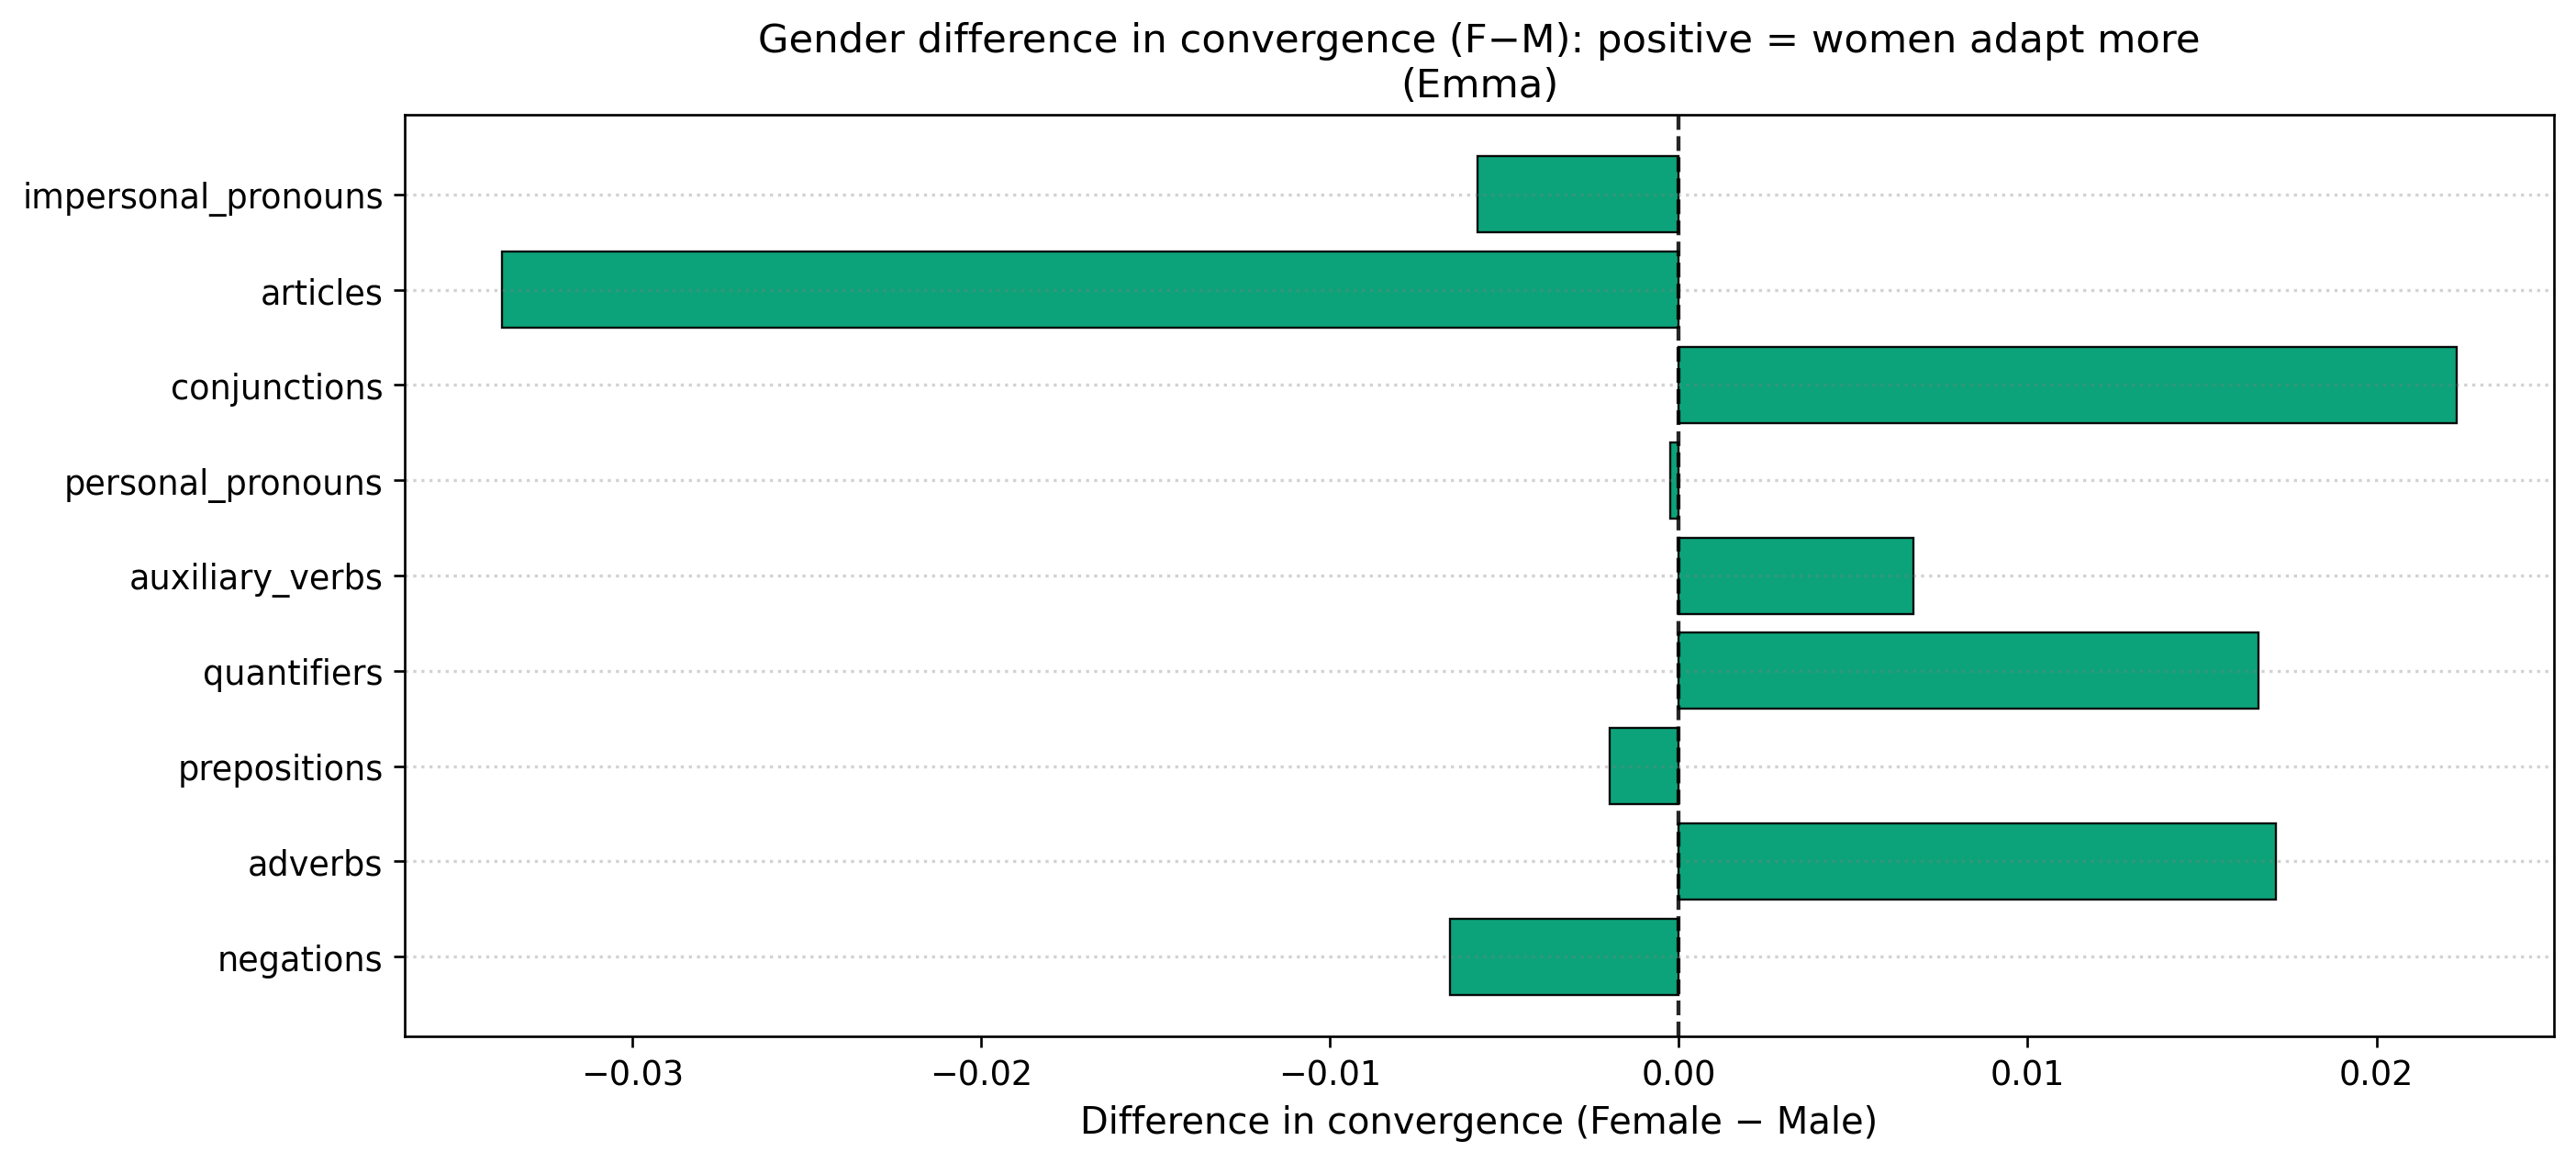 Gender difference in convergence (F−M): positive = women adapt more
(Emma)
impersonal_pronouns
articles
conjunctions
personal_pronouns
auxiliary_verbs
quantifiers
prepositions
adverbs
negations
−0.03 −0.02 −0.01 0.00 0.01 0.02
Difference in convergence (Female − Male)